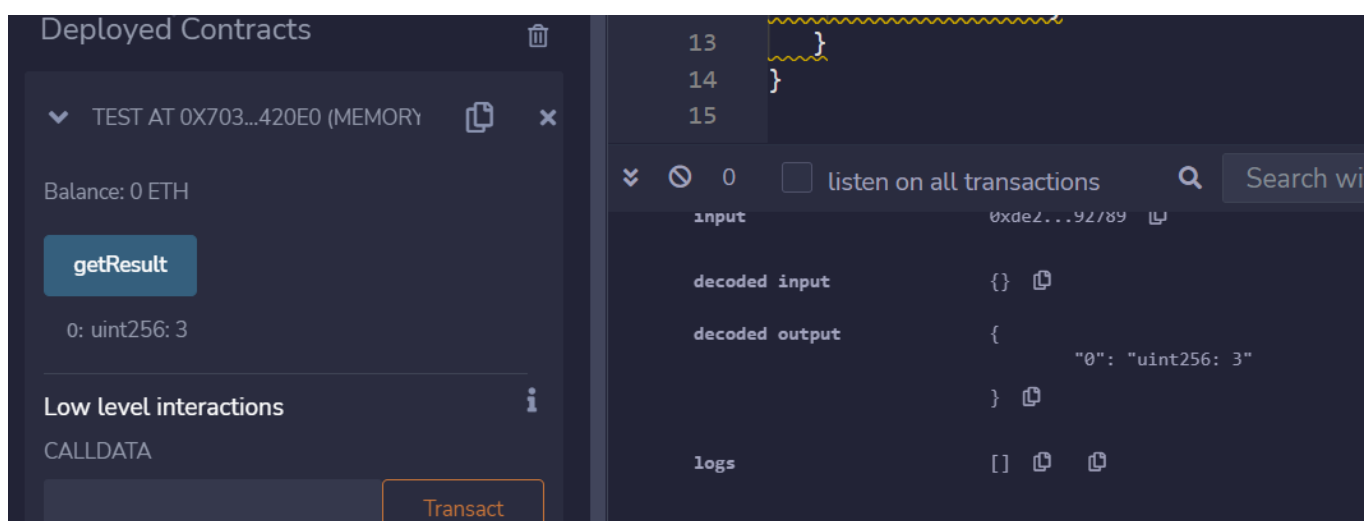 Deployed Contracts
TEST AT 0X703...420E0 (MEMORY
Balance: 0 ETH
getResult
0: uint256: 3
Low level interactions
i
CALLDATA
Transact
13 }
14 }
15
0
listen on all transactions
Search wi
input 0xde2...92789
decoded input {}
decoded output {
"0": "uint256: 3"
}
logs []